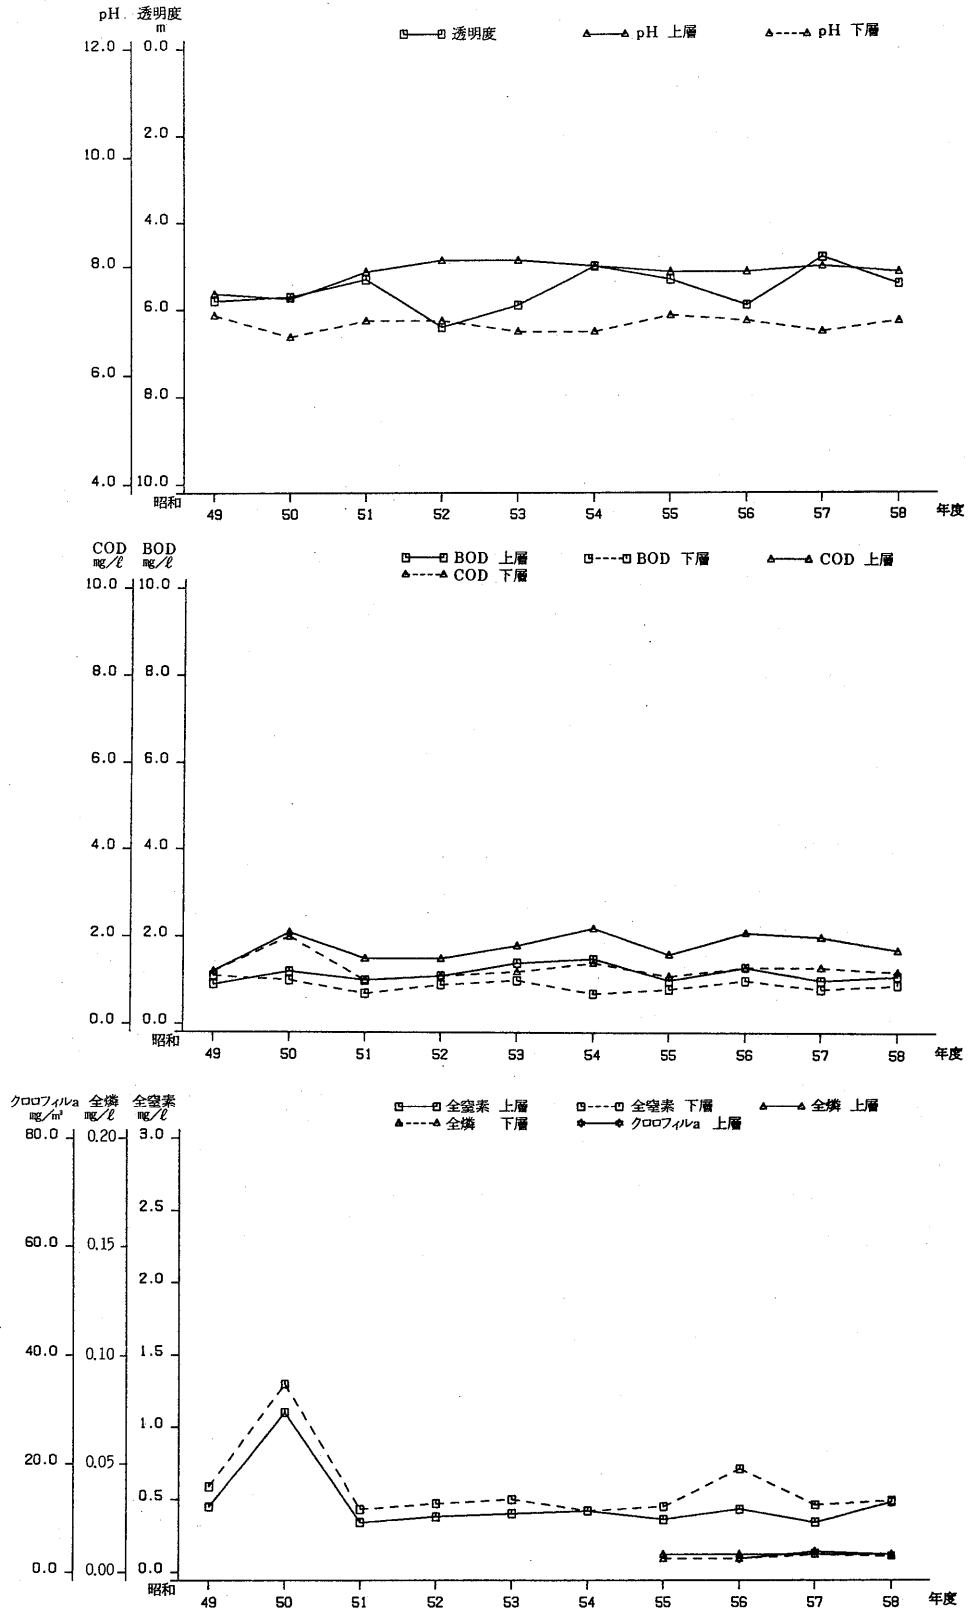 pH 透明度
m
透明度 pH 上層 pH 下層
12.0 0.0
2.0
10.0
4.0
8.0
6.0
6.0
8.0
4.0 10.0
昭和 49 50 51 52 53 54 55 56 57 58 年度
COD BOD
mg/ℓ mg/ℓ
BOD 上層 BOD 下層 COD 上層
COD 下層
10.0 10.0
8.0 8.0
6.0 6.0
4.0 4.0
2.0 2.0
0.0 0.0
昭和 49 50 51 52 53 54 55 56 57 58 年度
クロロフィルa 全燐 全窒素
mg/m³ mg/ℓ mg/ℓ
全窒素 上層 全窒素 下層 全燐 上層
全燐 下層 クロロフィルa 上層
80.0 0.20 3.0
2.5
60.0 0.15
2.0
40.0 0.10 1.5
1.0
20.0 0.05
0.5
0.0 0.00 0.0
昭和 49 50 51 52 53 54 55 56 57 58 年度